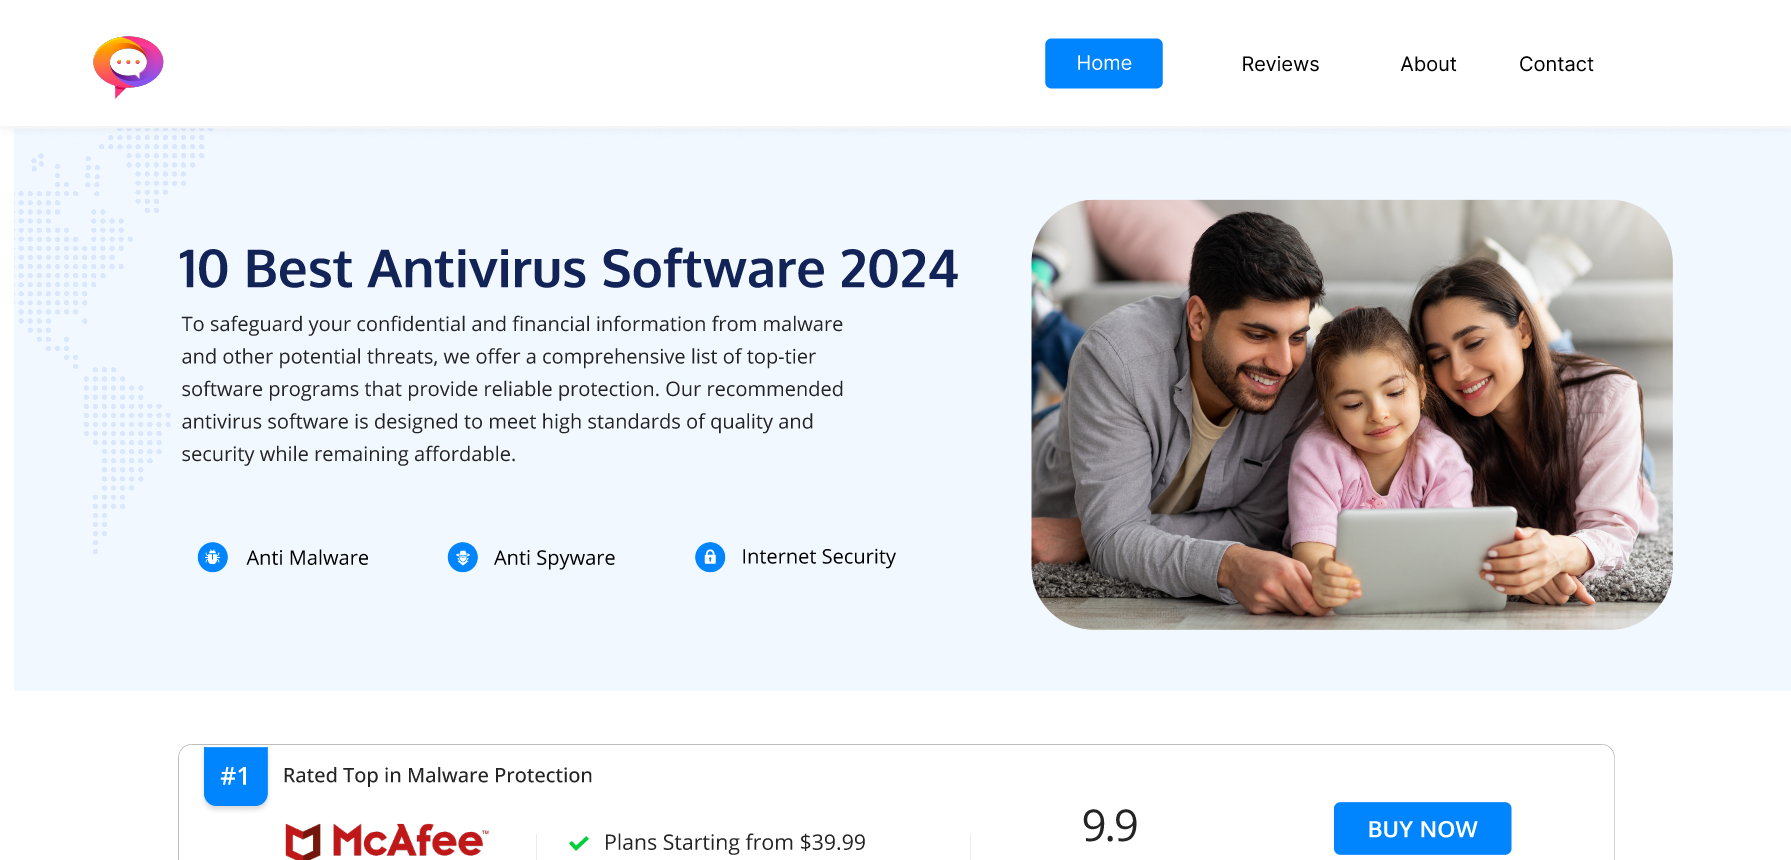 Home Reviews About Contact
10 Best Antivirus Software 2024
To safeguard your confidential and financial information from malware
and other potential threats, we offer a comprehensive list of top-tier
software programs that provide reliable protection. Our recommended
antivirus software is designed to meet high standards of quality and
security while remaining affordable.
Anti Malware Anti Spyware Internet Security
#1 Rated Top in Malware Protection
McAfee™ Plans Starting from $39.99 9.9 BUY NOW